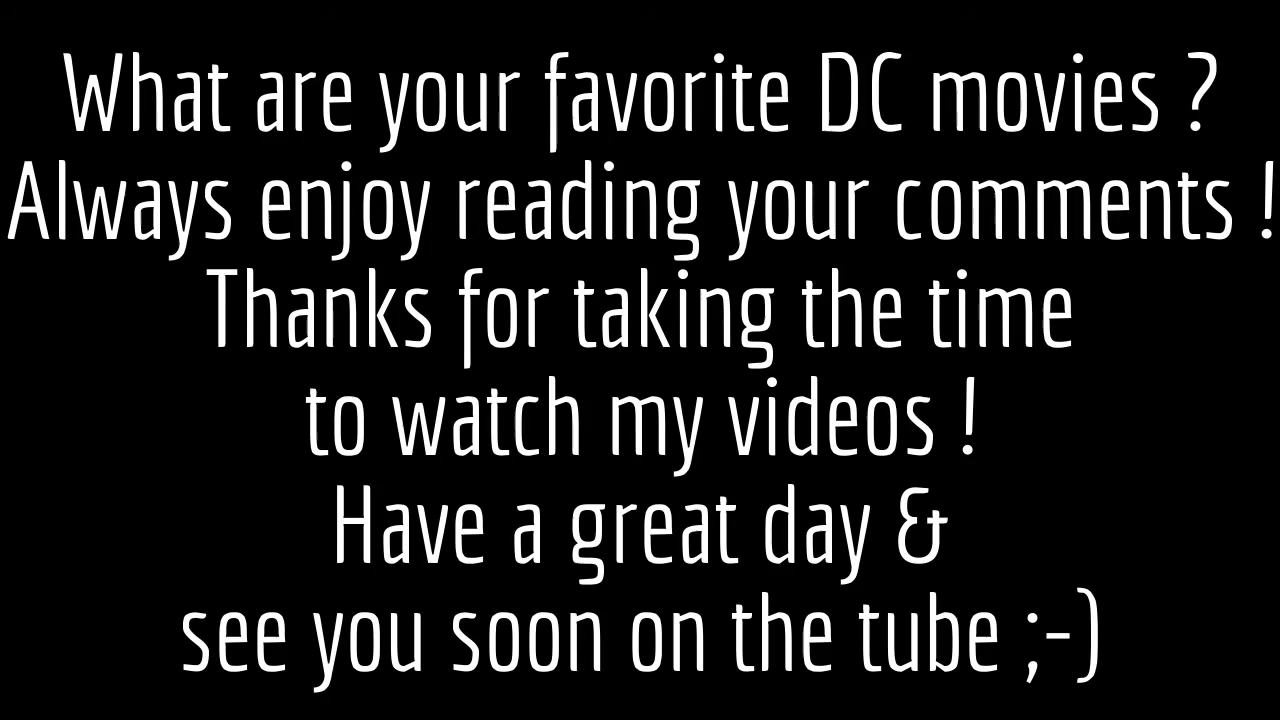 What are your favorite DC movies ?
Always enjoy reading your comments !
Thanks for taking the time
to watch my videos !
Have a great day &
see you soon on the tube ;-)